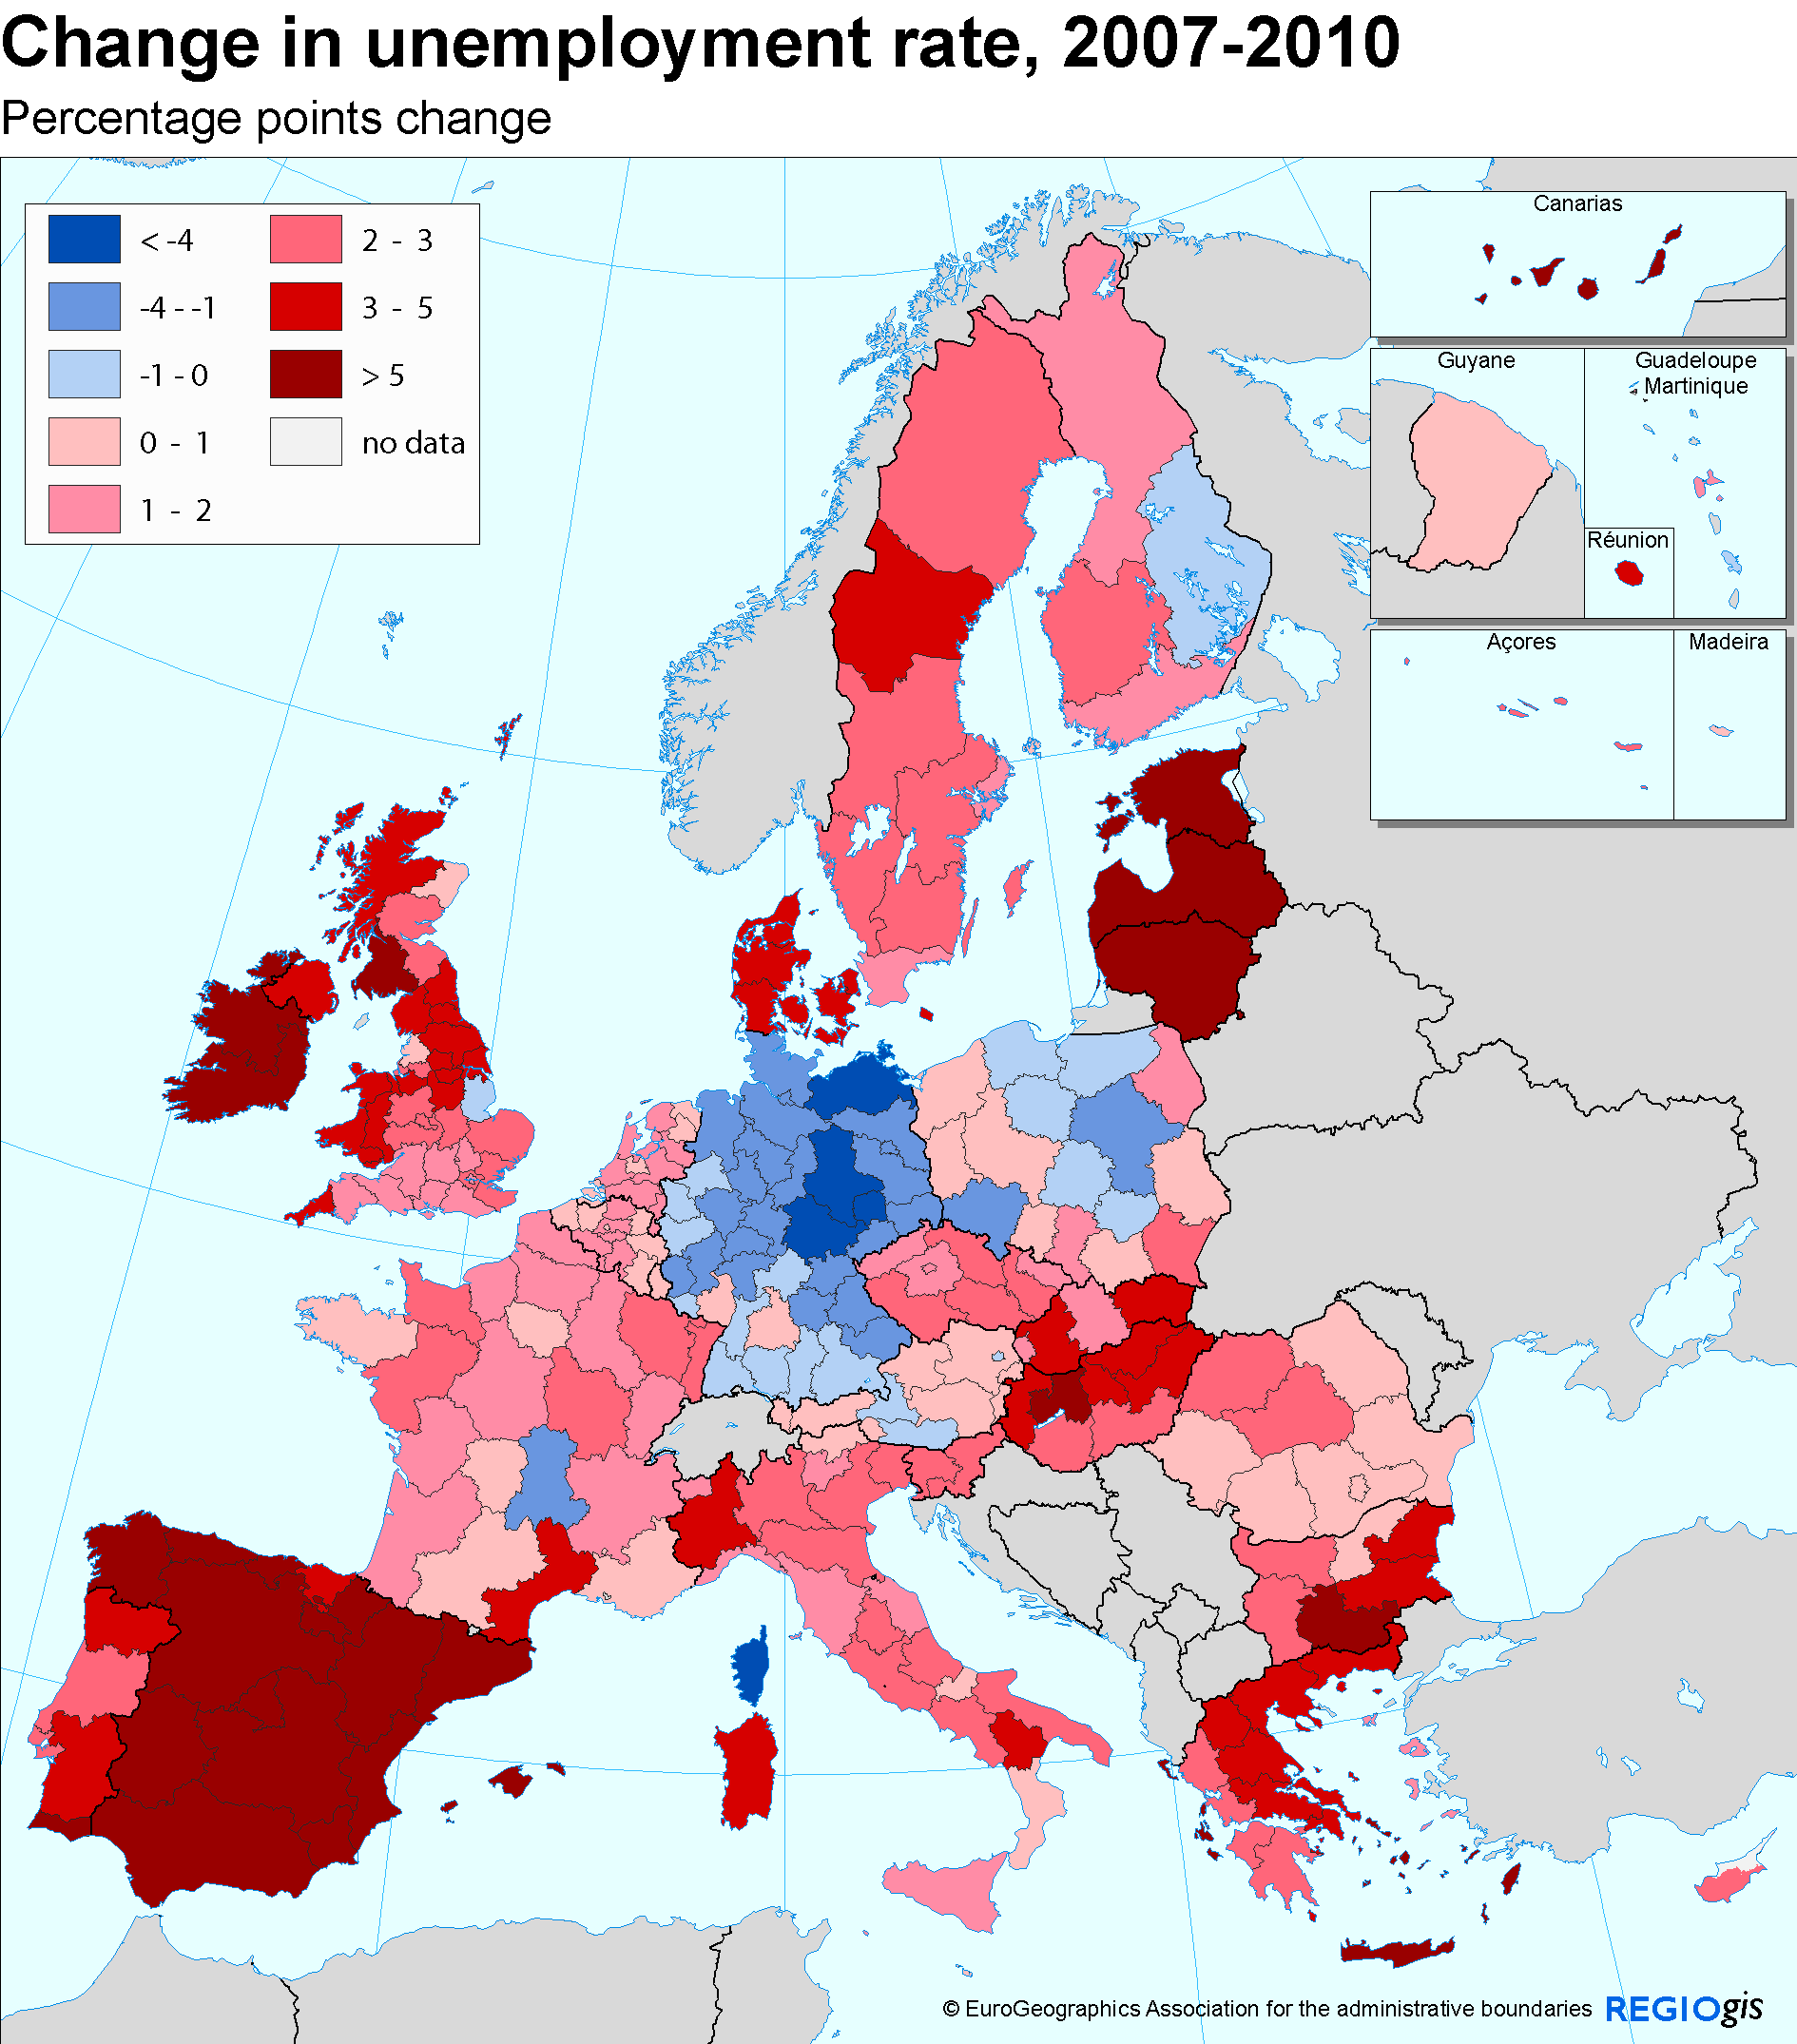 Change in unemployment rate, 2007-2010
Percentage points change
< -4
-4 - -1
-1 - 0
0 - 1
1 - 2
2 - 3
3 - 5
> 5
no data
Canarias
Guyane
Guadeloupe
Martinique
Réunion
Açores
Madeira
© EuroGeographics Association for the administrative boundaries
REGIOgis